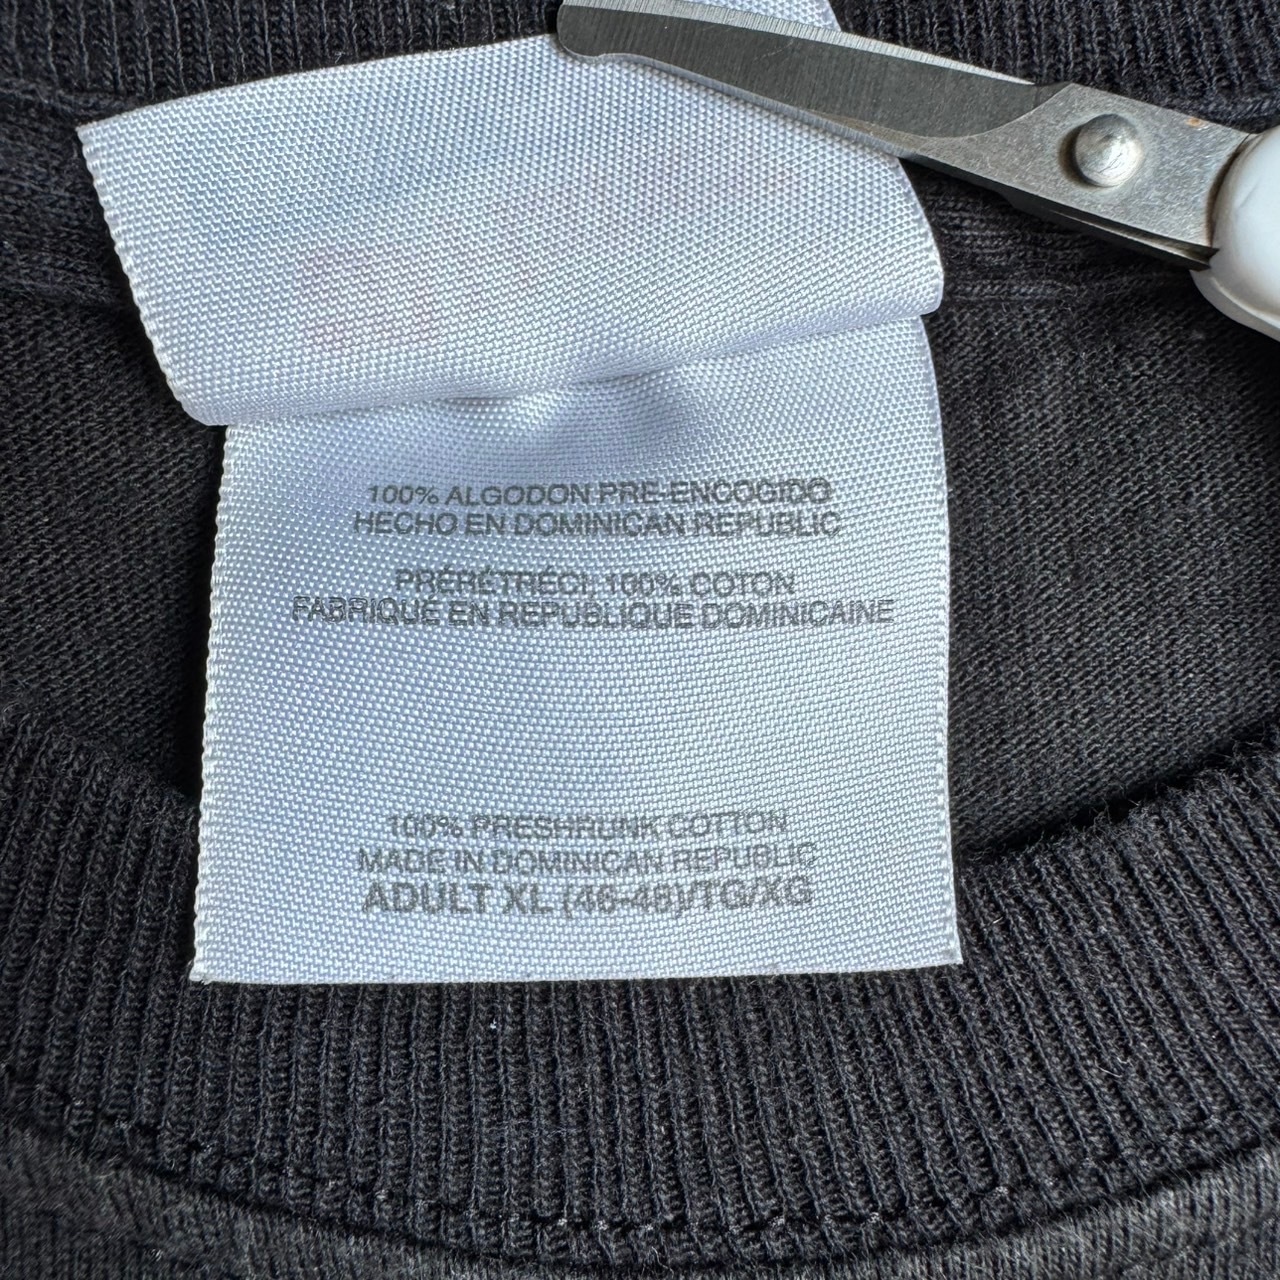 100% ALGODON PRE-ENCOGIDO
HECHO EN DOMINICAN REPUBLIC
PRÉRÉTRÉCI, 100% COTON
FABRIQUÉ EN REPUBLIQUE DOMINICAINE
100% PRESHRUNK COTTON
MADE IN DOMINICAN REPUBLIC
ADULT XL (46-48)/TG/XG